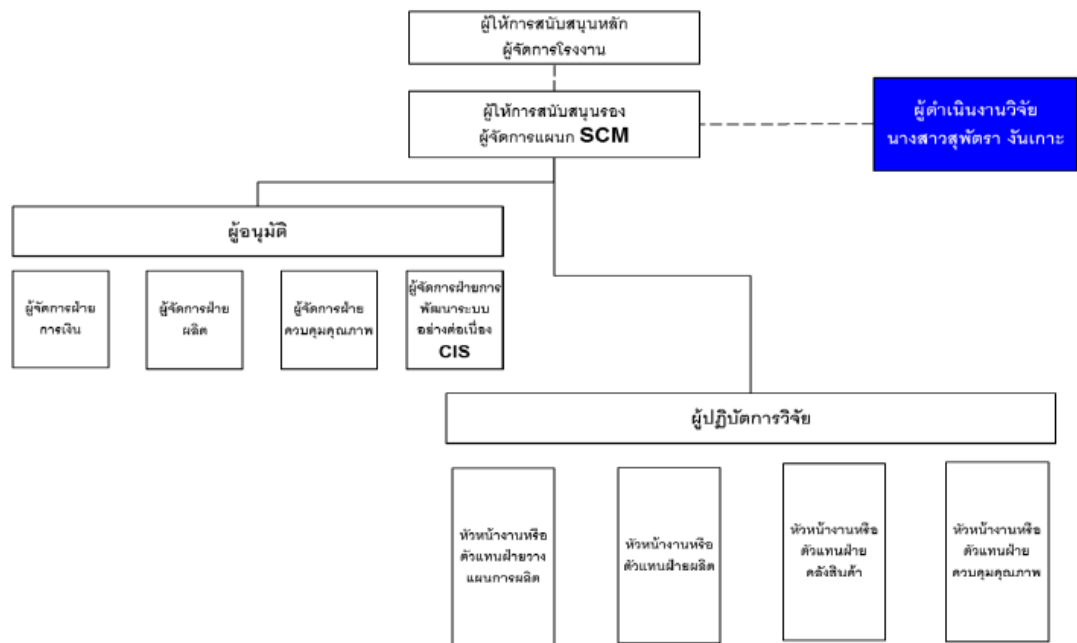 ผู้ให้การสนับสนุนหลัก
ผู้จัดการโรงงาน
ผู้ให้การสนับสนุนรอง
ผู้จัดการแผนก SCM
ผู้ดำเนินงานวิจัย
นางสาวสุพัตรา งันเกาะ
ผู้อนุมัติ
ผู้จัดการฝ่าย
การเงิน
ผู้จัดการฝ่าย
ผลิต
ผู้จัดการฝ่าย
ควบคุมคุณภาพ
ผู้จัดการฝ่ายการ
พัฒนาระบบ
อย่างต่อเนื่อง
CIS
ผู้ปฏิบัตการวิจัย
หัวหน้างานหรือ
ตัวแทนฝ่ายวาง
แผนการผลิต
หัวหน้างานหรือ
ตัวแทนฝ่ายผลิต
หัวหน้างานหรือ
ตัวแทนฝ่าย
คลังสินค้า
หัวหน้างานหรือ
ตัวแทนฝ่าย
ควบคุมคุณภาพ